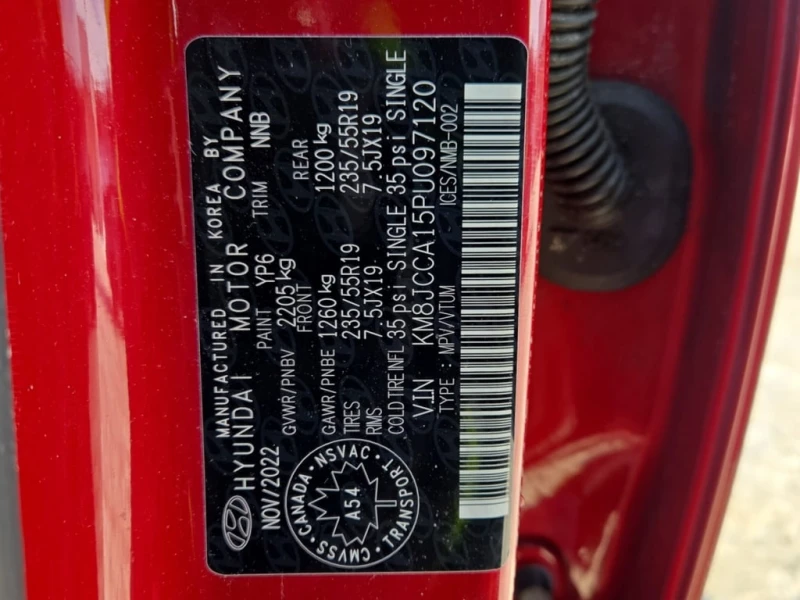 MANUFACTURED IN KOREA BY
HYUNDAI MOTOR COMPANY
NOV/2022 PAINT YP6 TRIM NNB
GVWR/PNBV 2205kg
FRONT REAR
GAWR/PNBE 1260kg 1200kg
TIRES 235/55R19 235/55R19
RIMS 7.5JX19 7.5JX19
COLD TIRE INFL 35 psi SINGLE 35 psi SINGLE
V.I.N KM8JCCA15PU097120
TYPE : MPV/VTUM ICES/NMB-002
CANADA · NSVAC · TRANSPORT · CMVSS ·
A54